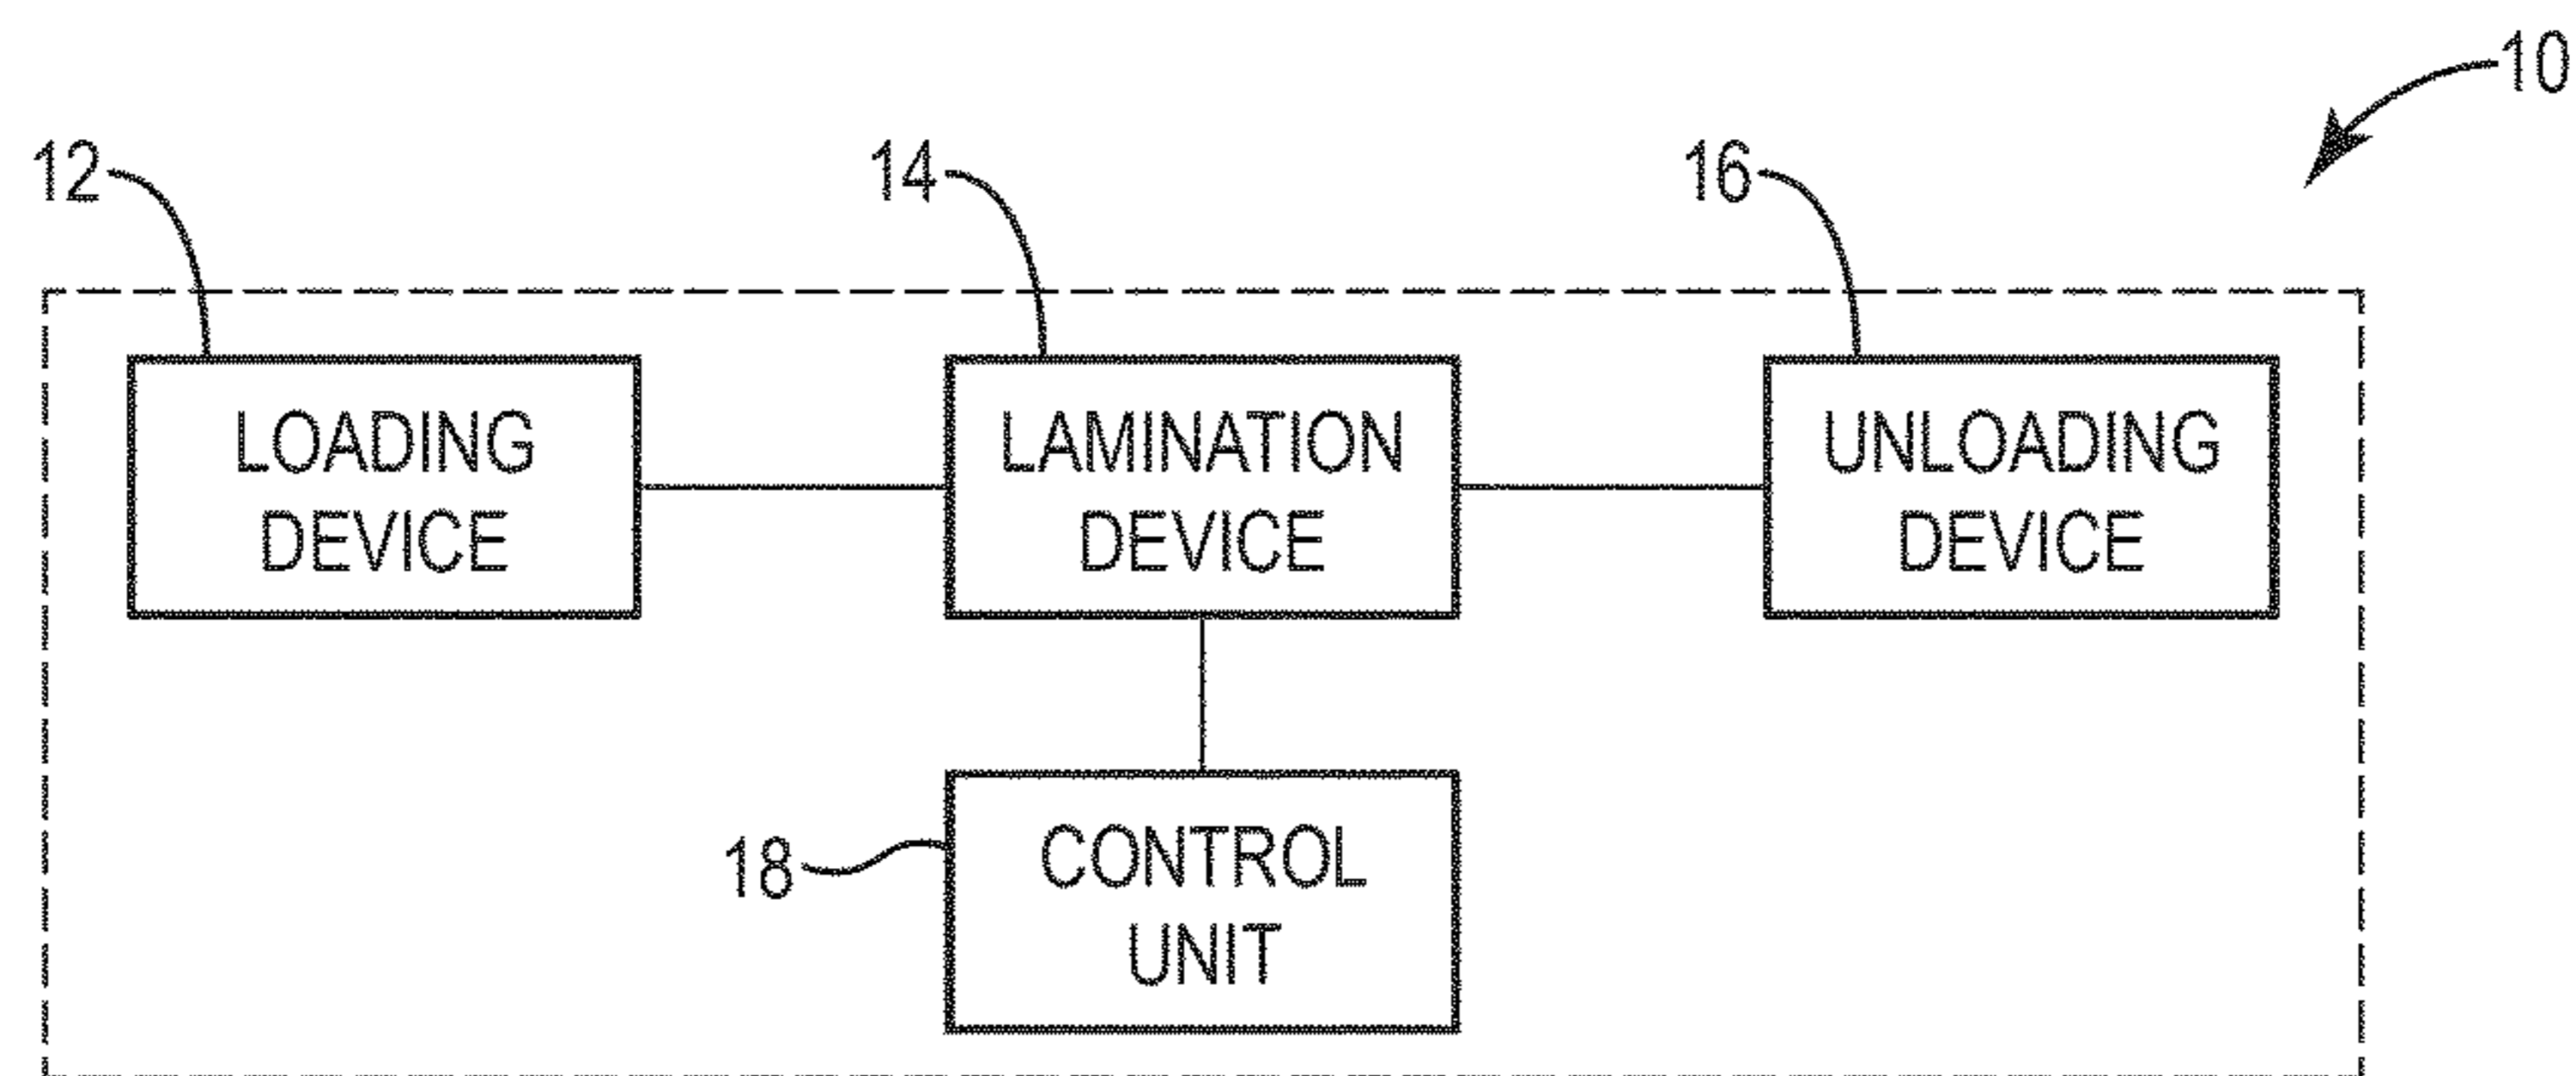 10
12
14
16
LOADING
DEVICE
LAMINATION
DEVICE
UNLOADING
DEVICE
18
CONTROL
UNIT